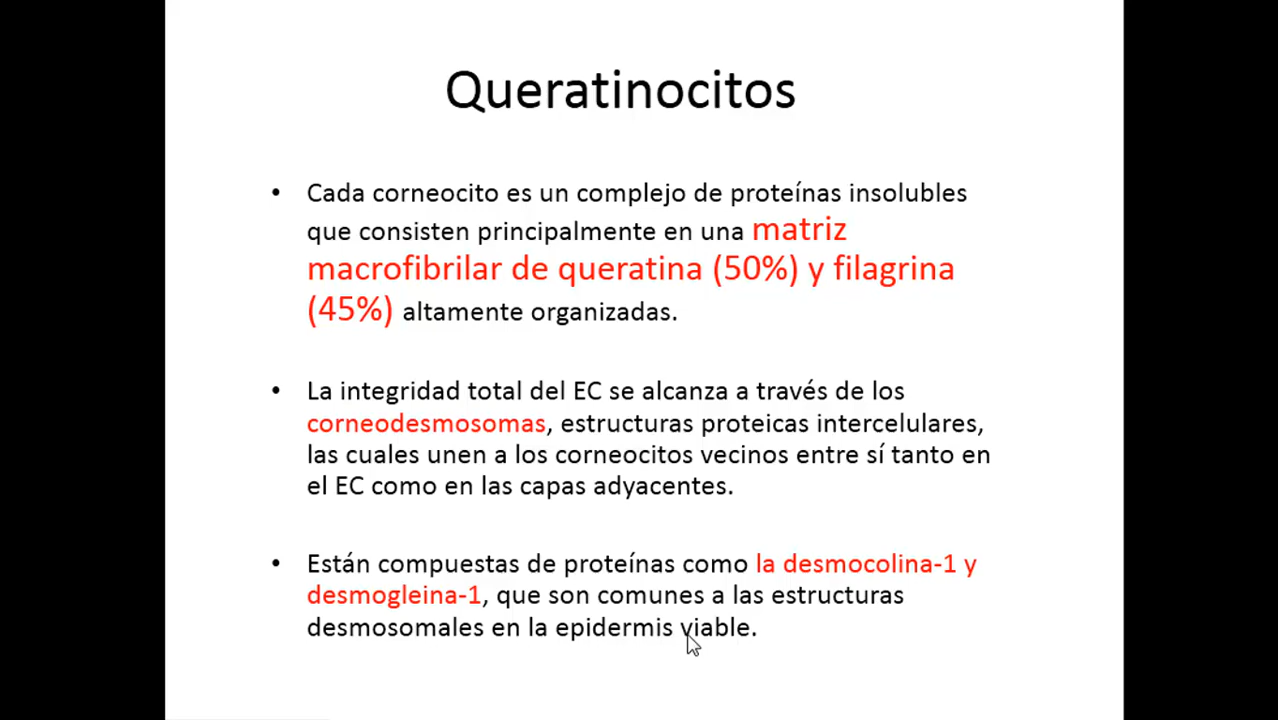 Queratinocitos
• Cada corneocito es un complejo de proteínas insolubles
que consisten principalmente en una matriz
macrofibrilar de queratina (50%) y filagrina
(45%) altamente organizadas.
• La integridad total del EC se alcanza a través de los
corneodesmosomas, estructuras proteicas intercelulares,
las cuales unen a los corneocitos vecinos entre sí tanto en
el EC como en las capas adyacentes.
• Están compuestas de proteínas como la desmocolina-1 y
desmogleina-1, que son comunes a las estructuras
desmosomales en la epidermis viable.